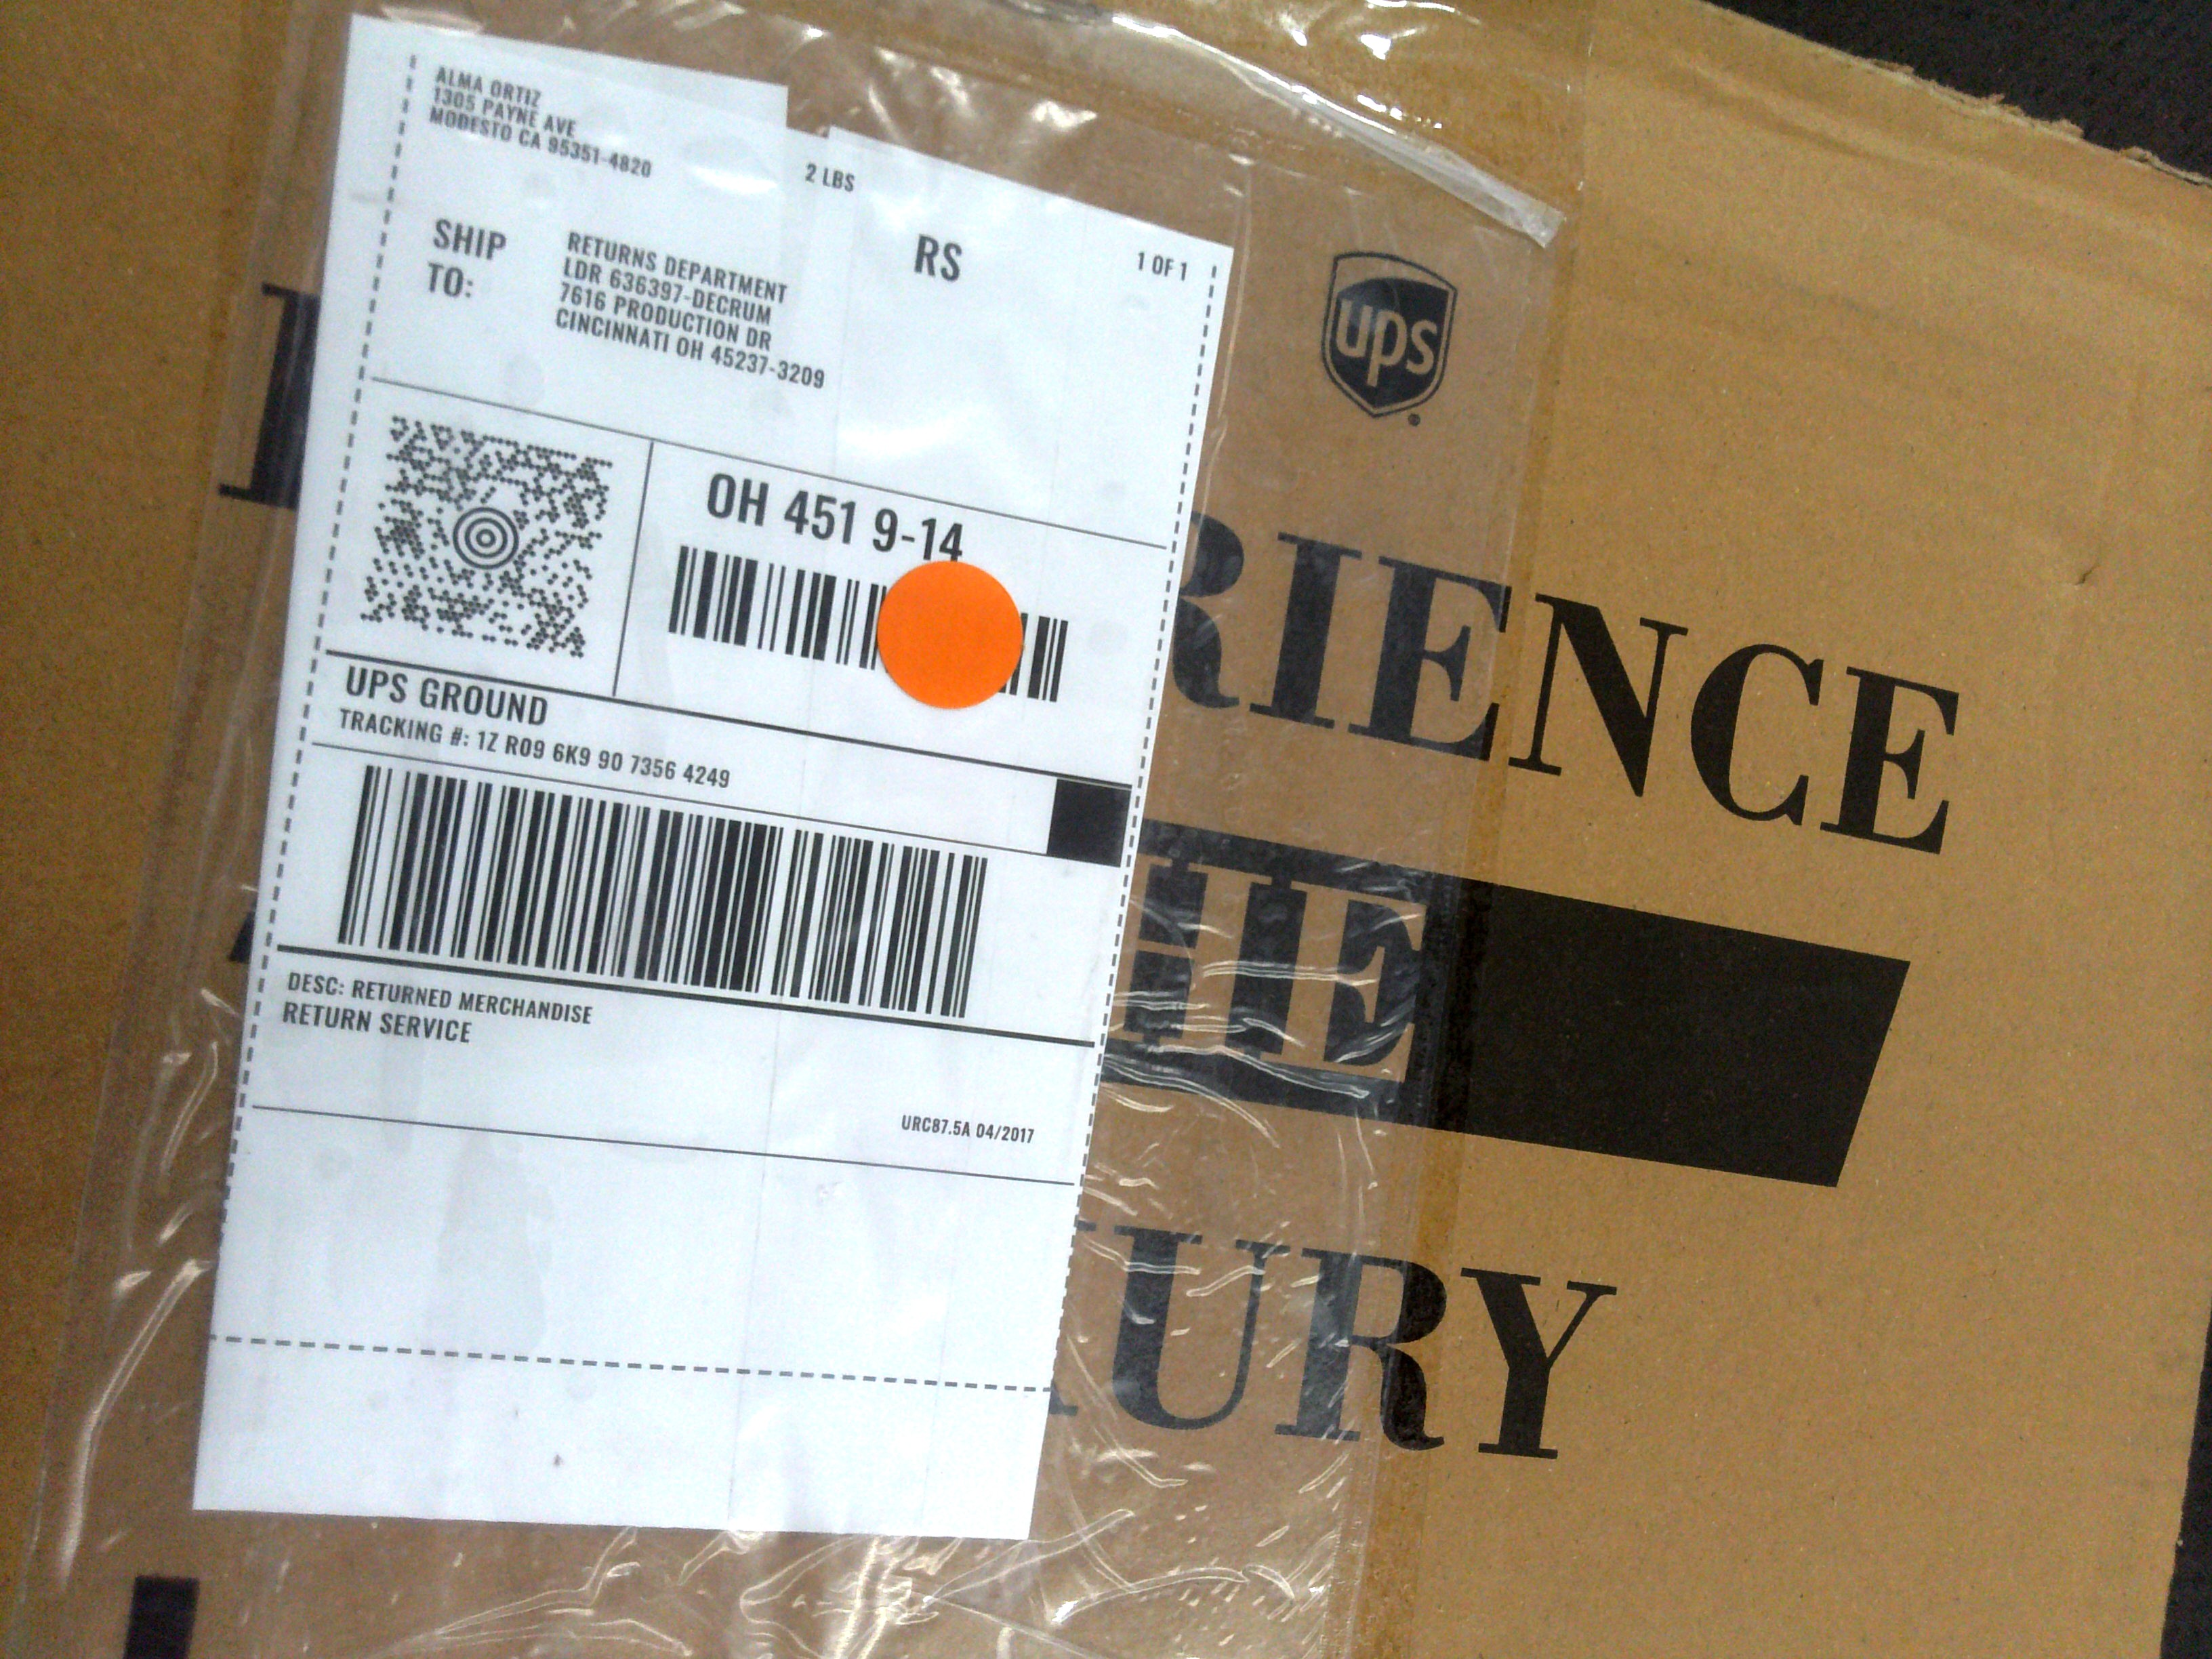 ALMA ORTIZ
1305 PAYNE AVE
MODESTO CA 95351-4820
2 LBS
RS
1 OF 1
SHIP
TO:
RETURNS DEPARTMENT
LDR 636397-DECRUM
7616 PRODUCTION DR
CINCINNATI OH 45237-3209
ups
OH 451 9-14
UPS GROUND
TRACKING #: 1Z R09 6K9 90 7356 4249
DESC: RETURNED MERCHANDISE
RETURN SERVICE
URC87.5A 04/2017
RIENCE
HE
URY